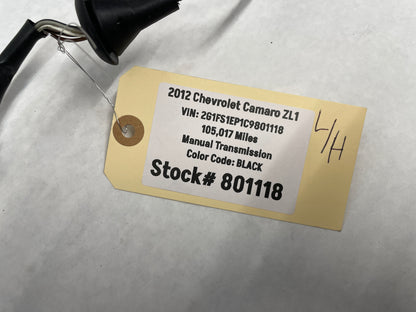 2012 Chevrolet Camaro ZL1
VIN: 2G1FS1EP1C9801118
105,017 Miles
Manual Transmission
Color Code: BLACK
Stock# 801118
L/H